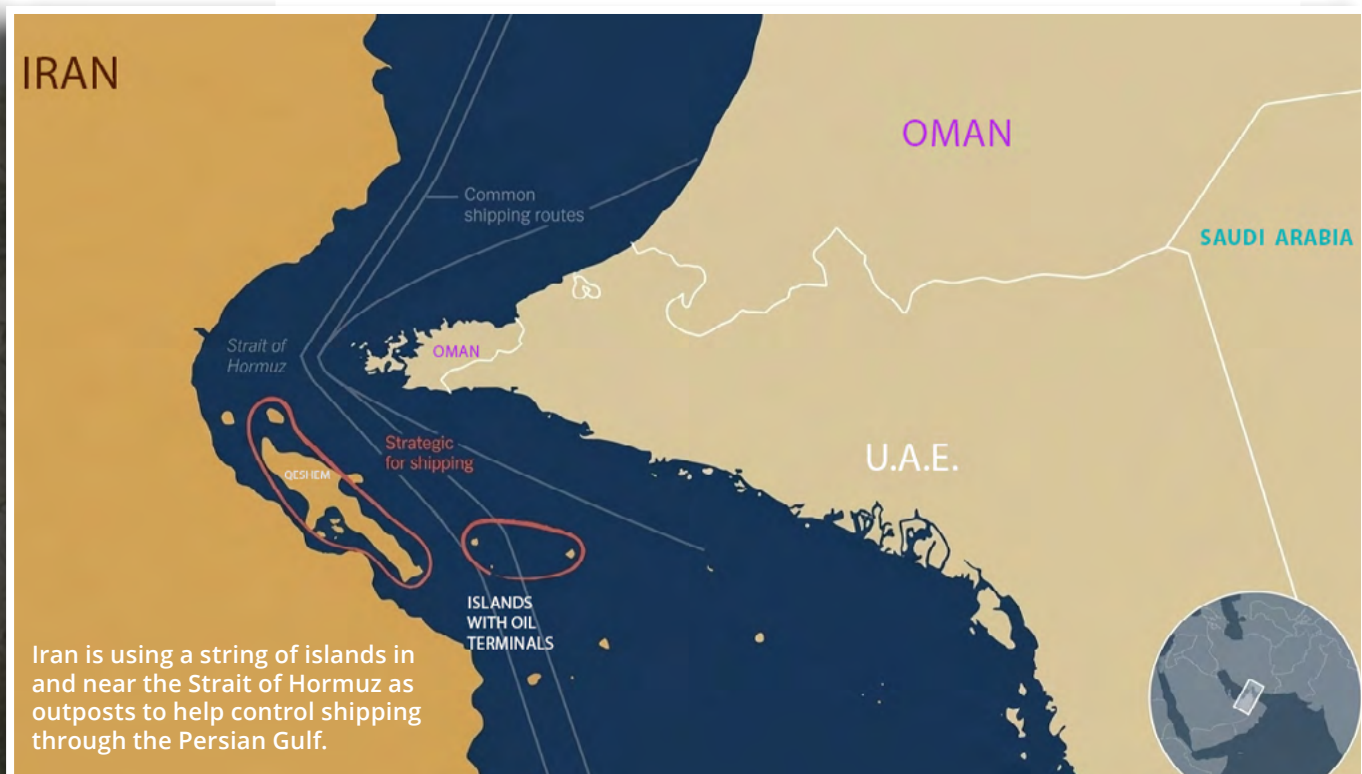 IRAN
OMAN
Common
shipping routes
SAUDI ARABIA
Strait of
Hormuz
OMAN
Strategic
for shipping
QESHEM
U.A.E.
ISLANDS
WITH OIL
TERMINALS
Iran is using a string of islands in
and near the Strait of Hormuz as
outposts to help control shipping
through the Persian Gulf.